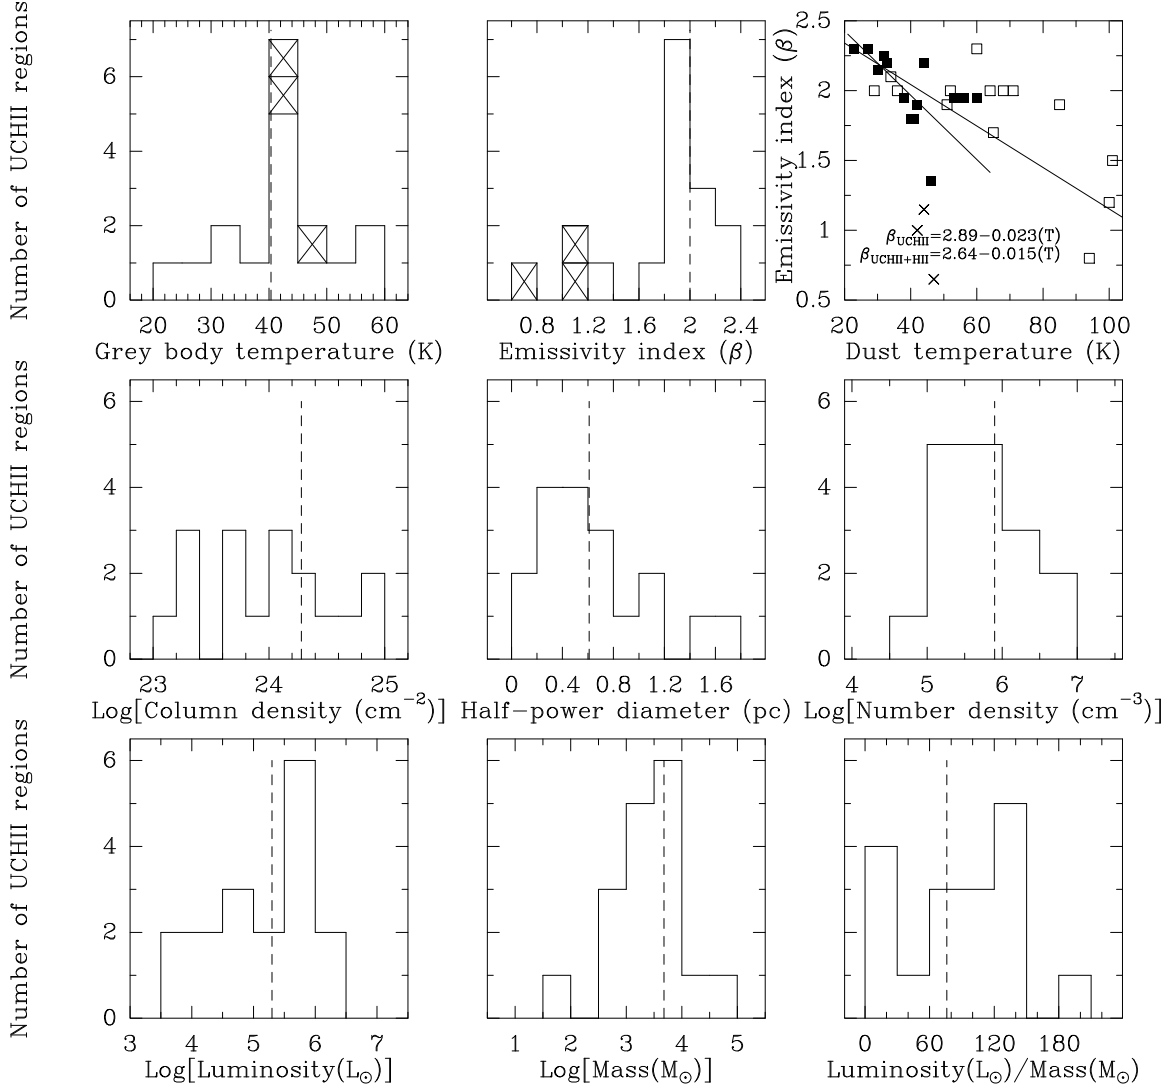 Number of UCHII regions
6
4
2
0
20 30 40 50 60
Grey body temperature (K)
0.8 1.2 1.6 2 2.4
Emissivity index (β)
Emissivity index (β)
2.5
2
1.5
1
0.5
β_UCHII=2.89−0.023(T)
β_UCHII+HII=2.64−0.015(T)
20 40 60 80 100
Dust temperature (K)
Number of UCHII regions
6
4
2
0
23 24 25
Log[Column density (cm⁻²)]
6
4
2
0
0 0.4 0.8 1.2 1.6
Half−power diameter (pc)
6
4
2
0
4 5 6 7
Log[Number density (cm⁻³)]
Number of UCHII regions
6
4
2
0
3 4 5 6 7
Log[Luminosity(L⊙)]
1 2 3 4 5
Log[Mass(M⊙)]
0 60 120 180
Luminosity(L⊙)/Mass(M⊙)